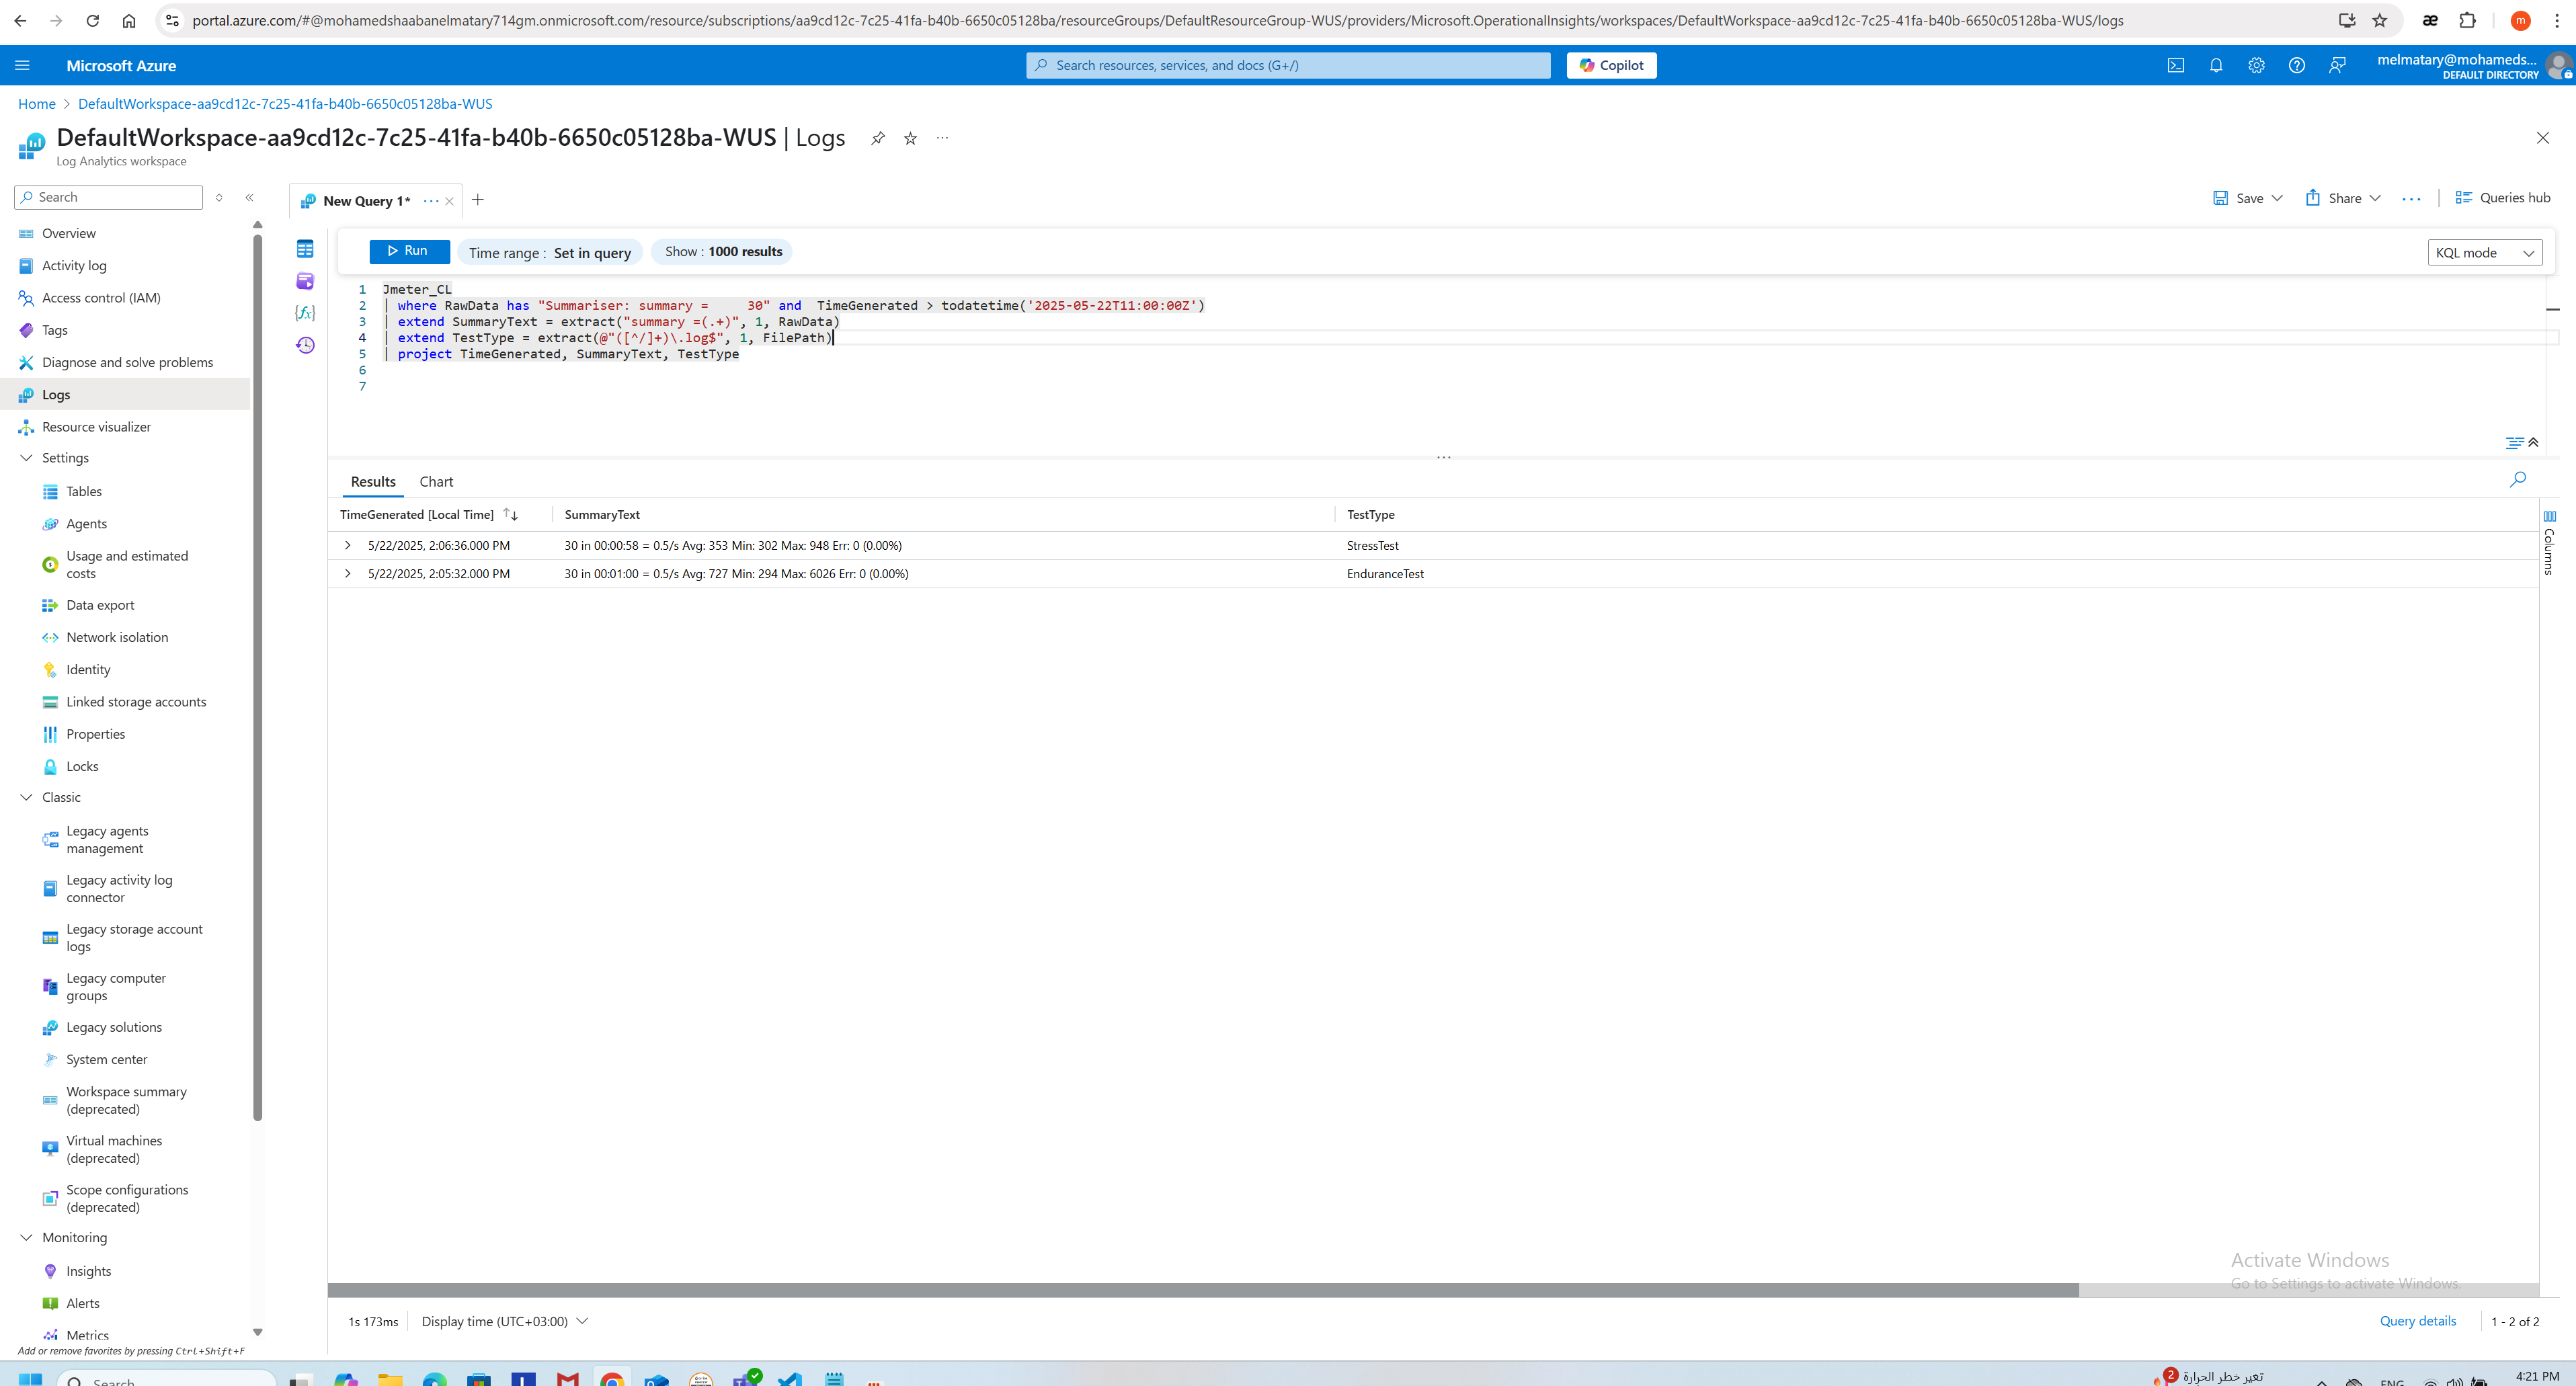 portal.azure.com/#@mohamedshaabanelmatary714gm.onmicrosoft.com/resource/subscriptions/aa9cd12c-7c25-41fa-b40b-6650c05128ba/resourceGroups/DefaultResourceGroup-WUS/providers/Microsoft.OperationalInsights/workspaces/DefaultWorkspace-aa9cd12c-7c25-41fa-b40b-6650c05128ba-WUS/logs
æ
m
Microsoft Azure
Search resources, services, and docs (G+/)
Copilot
melmatary@mohameds...
DEFAULT DIRECTORY
Home > DefaultWorkspace-aa9cd12c-7c25-41fa-b40b-6650c05128ba-WUS
DefaultWorkspace-aa9cd12c-7c25-41fa-b40b-6650c05128ba-WUS | Logs
Log Analytics workspace
Search
Overview
Activity log
Access control (IAM)
Tags
Diagnose and solve problems
Logs
Resource visualizer
Settings
Tables
Agents
Usage and estimated
costs
Data export
Network isolation
Identity
Linked storage accounts
Properties
Locks
Classic
Legacy agents
management
Legacy activity log
connector
Legacy storage account
logs
Legacy computer
groups
Legacy solutions
System center
Workspace summary
(deprecated)
Virtual machines
(deprecated)
Scope configurations
(deprecated)
Monitoring
Insights
Alerts
Metrics
Add or remove favorites by pressing Ctrl+Shift+F
New Query 1*
Save
Share
Queries hub
Run
Time range : Set in query
Show : 1000 results
KQL mode
1 Jmeter_CL
2 | where RawData has "Summariser: summary =     30" and  TimeGenerated > todatetime('2025-05-22T11:00:00Z')
3 | extend SummaryText = extract("summary =(.+)", 1, RawData)
4 | extend TestType = extract(@"([^/]+)\.log$", 1, FilePath)
5 | project TimeGenerated, SummaryText, TestType
6
7
Results
Chart
TimeGenerated [Local Time] SummaryText TestType
5/22/2025, 2:06:36.000 PM 30 in 00:00:58 = 0.5/s Avg: 353 Min: 302 Max: 948 Err: 0 (0.00%) StressTest
5/22/2025, 2:05:32.000 PM 30 in 00:01:00 = 0.5/s Avg: 727 Min: 294 Max: 6026 Err: 0 (0.00%) EnduranceTest
Columns
Activate Windows
Go to Settings to activate Windows.
1s 173ms
Display time (UTC+03:00)
Query details
1 - 2 of 2
Search
2
تغير خطر الحرارة
ENG
4:21 PM